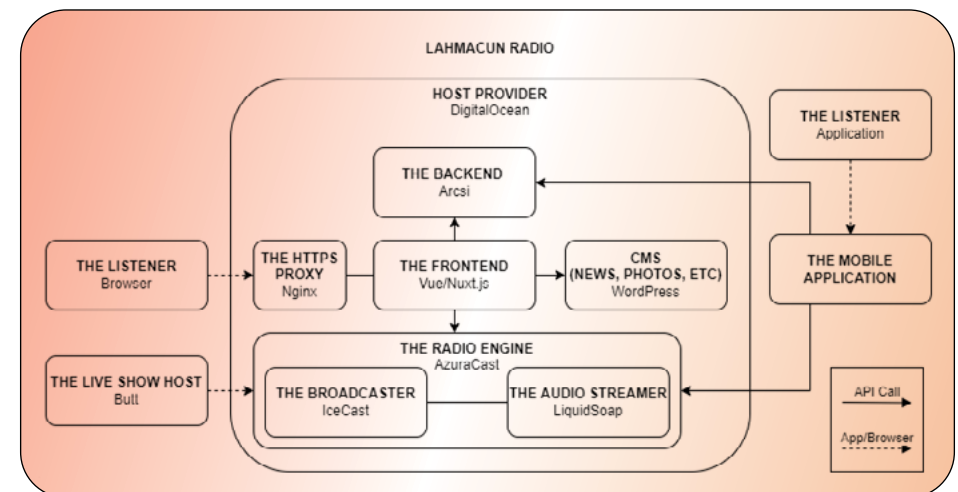 LAHMACUN RADIO
HOST PROVIDER
DigitalOcean
THE LISTENER
Application
THE BACKEND
Arcsi
THE LISTENER
Browser
THE HTTPS
PROXY
Nginx
THE FRONTEND
Vue/Nuxt.js
CMS
(NEWS, PHOTOS, ETC)
WordPress
THE MOBILE
APPLICATION
THE RADIO ENGINE
AzuraCast
THE LIVE SHOW HOST
Butt
THE BROADCASTER
IceCast
THE AUDIO STREAMER
LiquidSoap
API Call
App/Browser